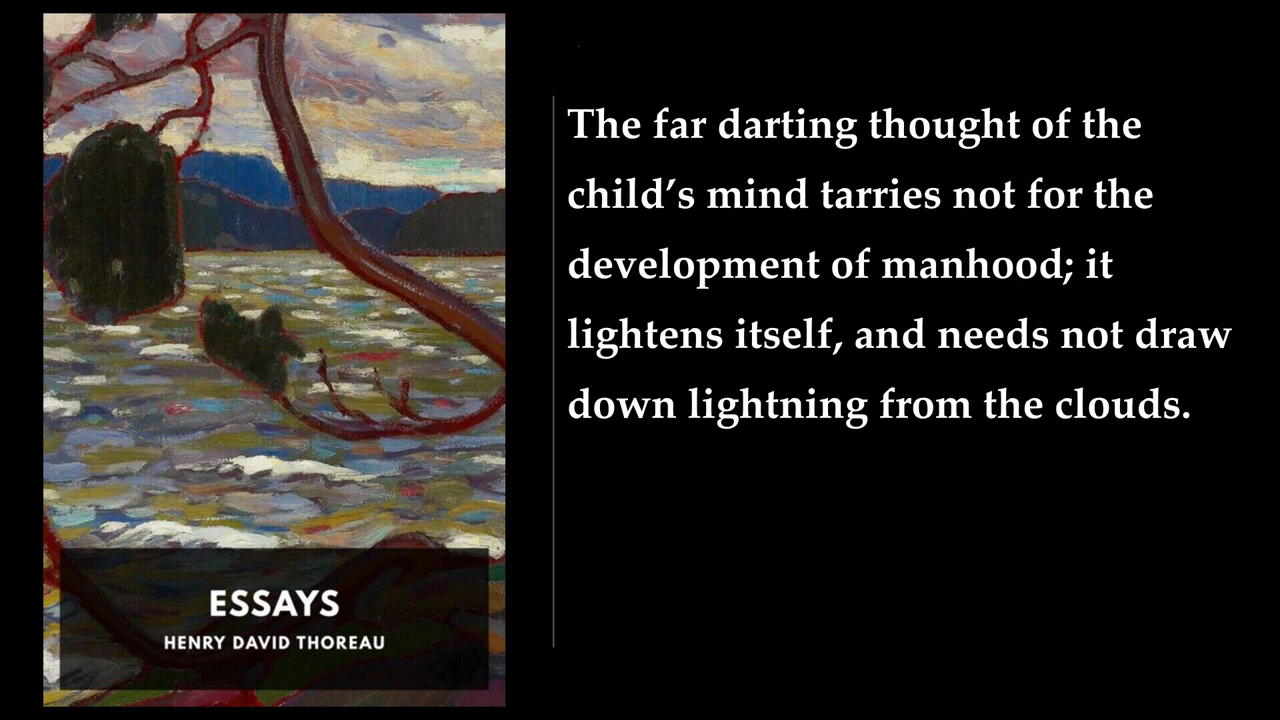 The far darting thought of the
child’s mind tarries not for the
development of manhood; it
lightens itself, and needs not draw
down lightning from the clouds.
ESSAYS
HENRY DAVID THOREAU